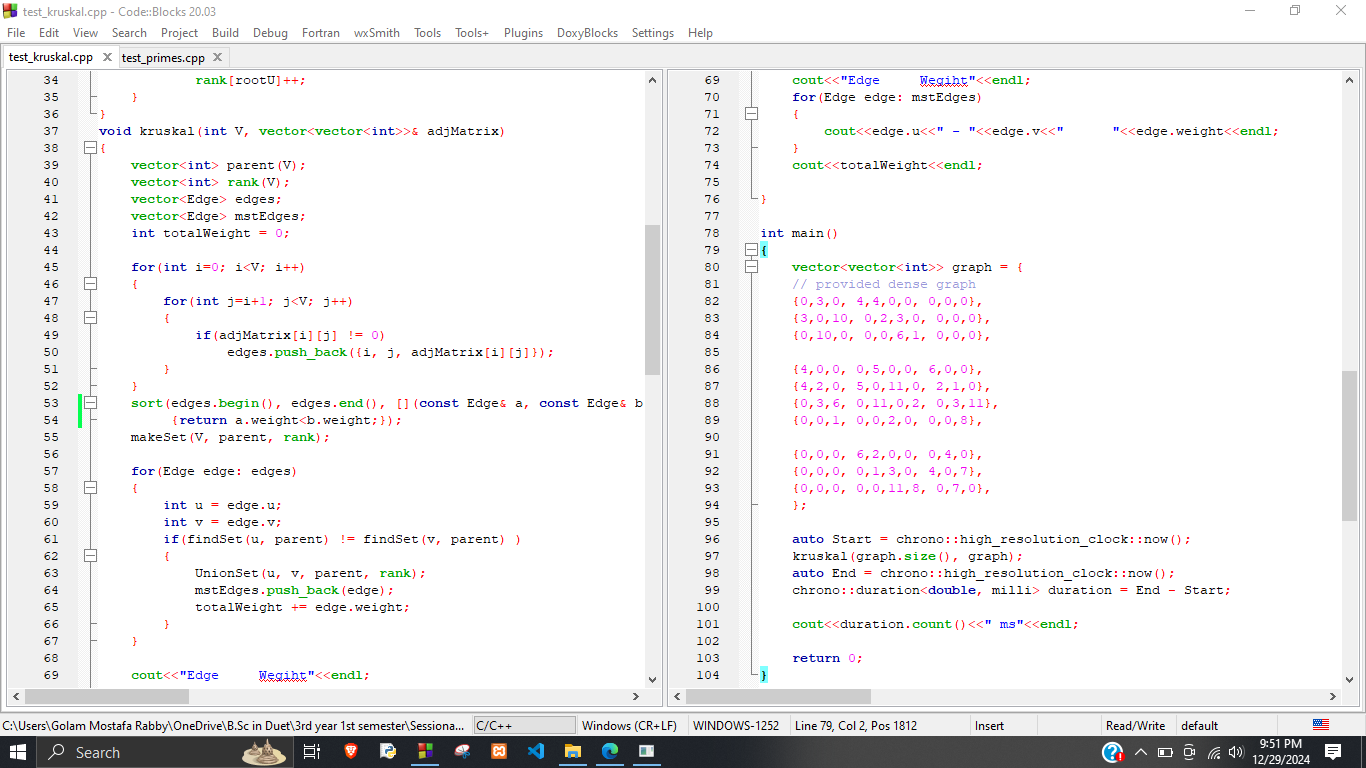 test_kruskal.cpp - Code::Blocks 20.03
File Edit View Search Project Build Debug Fortran wxSmith Tools Tools+ Plugins DoxyBlocks Settings Help
test_kruskal.cpp test_primes.cpp
34 rank[rootU]++;
35 }
36 }
37 void kruskal(int V, vector<vector<int>>& adjMatrix)
38 {
39 vector<int> parent(V);
40 vector<int> rank(V);
41 vector<Edge> edges;
42 vector<Edge> mstEdges;
43 int totalWeight = 0;
44
45 for(int i=0; i<V; i++)
46 {
47 for(int j=i+1; j<V; j++)
48 {
49 if(adjMatrix[i][j] != 0)
50 edges.push_back({i, j, adjMatrix[i][j]});
51 }
52 }
53 sort(edges.begin(), edges.end(), [](const Edge& a, const Edge& b
54 {return a.weight<b.weight;});
55 makeSet(V, parent, rank);
56
57 for(Edge edge: edges)
58 {
59 int u = edge.u;
60 int v = edge.v;
61 if(findSet(u, parent) != findSet(v, parent) )
62 {
63 UnionSet(u, v, parent, rank);
64 mstEdges.push_back(edge);
65 totalWeight += edge.weight;
66 }
67 }
68
69 cout<<"Edge     Wegiht"<<endl;
69 cout<<"Edge     Wegiht"<<endl;
70 for(Edge edge: mstEdges)
71 {
72 cout<<edge.u<<" - "<<edge.v<<"      "<<edge.weight<<endl;
73 }
74 cout<<totalWeight<<endl;
75
76 }
77
78 int main()
79 {
80 vector<vector<int>> graph = {
81 // provided dense graph
82 {0,3,0, 4,4,0,0, 0,0,0},
83 {3,0,10, 0,2,3,0, 0,0,0},
84 {0,10,0, 0,0,6,1, 0,0,0},
85
86 {4,0,0, 0,5,0,0, 6,0,0},
87 {4,2,0, 5,0,11,0, 2,1,0},
88 {0,3,6, 0,11,0,2, 0,3,11},
89 {0,0,1, 0,0,2,0, 0,0,8},
90
91 {0,0,0, 6,2,0,0, 0,4,0},
92 {0,0,0, 0,1,3,0, 4,0,7},
93 {0,0,0, 0,0,11,8, 0,7,0},
94 };
95
96 auto Start = chrono::high_resolution_clock::now();
97 kruskal(graph.size(), graph);
98 auto End = chrono::high_resolution_clock::now();
99 chrono::duration<double, milli> duration = End - Start;
100
101 cout<<duration.count()<<" ms"<<endl;
102
103 return 0;
104 }
C:\Users\Golam Mostafa Rabby\OneDrive\B.Sc in Duet\3rd year 1st semester\Sessiona... C/C++ Windows (CR+LF) WINDOWS-1252 Line 79, Col 2, Pos 1812 Insert Read/Write default
Search
9:51 PM
12/29/2024